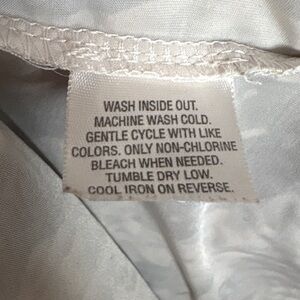 WASH INSIDE OUT.
MACHINE WASH COLD.
GENTLE CYCLE WITH LIKE
COLORS. ONLY NON-CHLORINE
BLEACH WHEN NEEDED.
TUMBLE DRY LOW.
COOL IRON ON REVERSE.